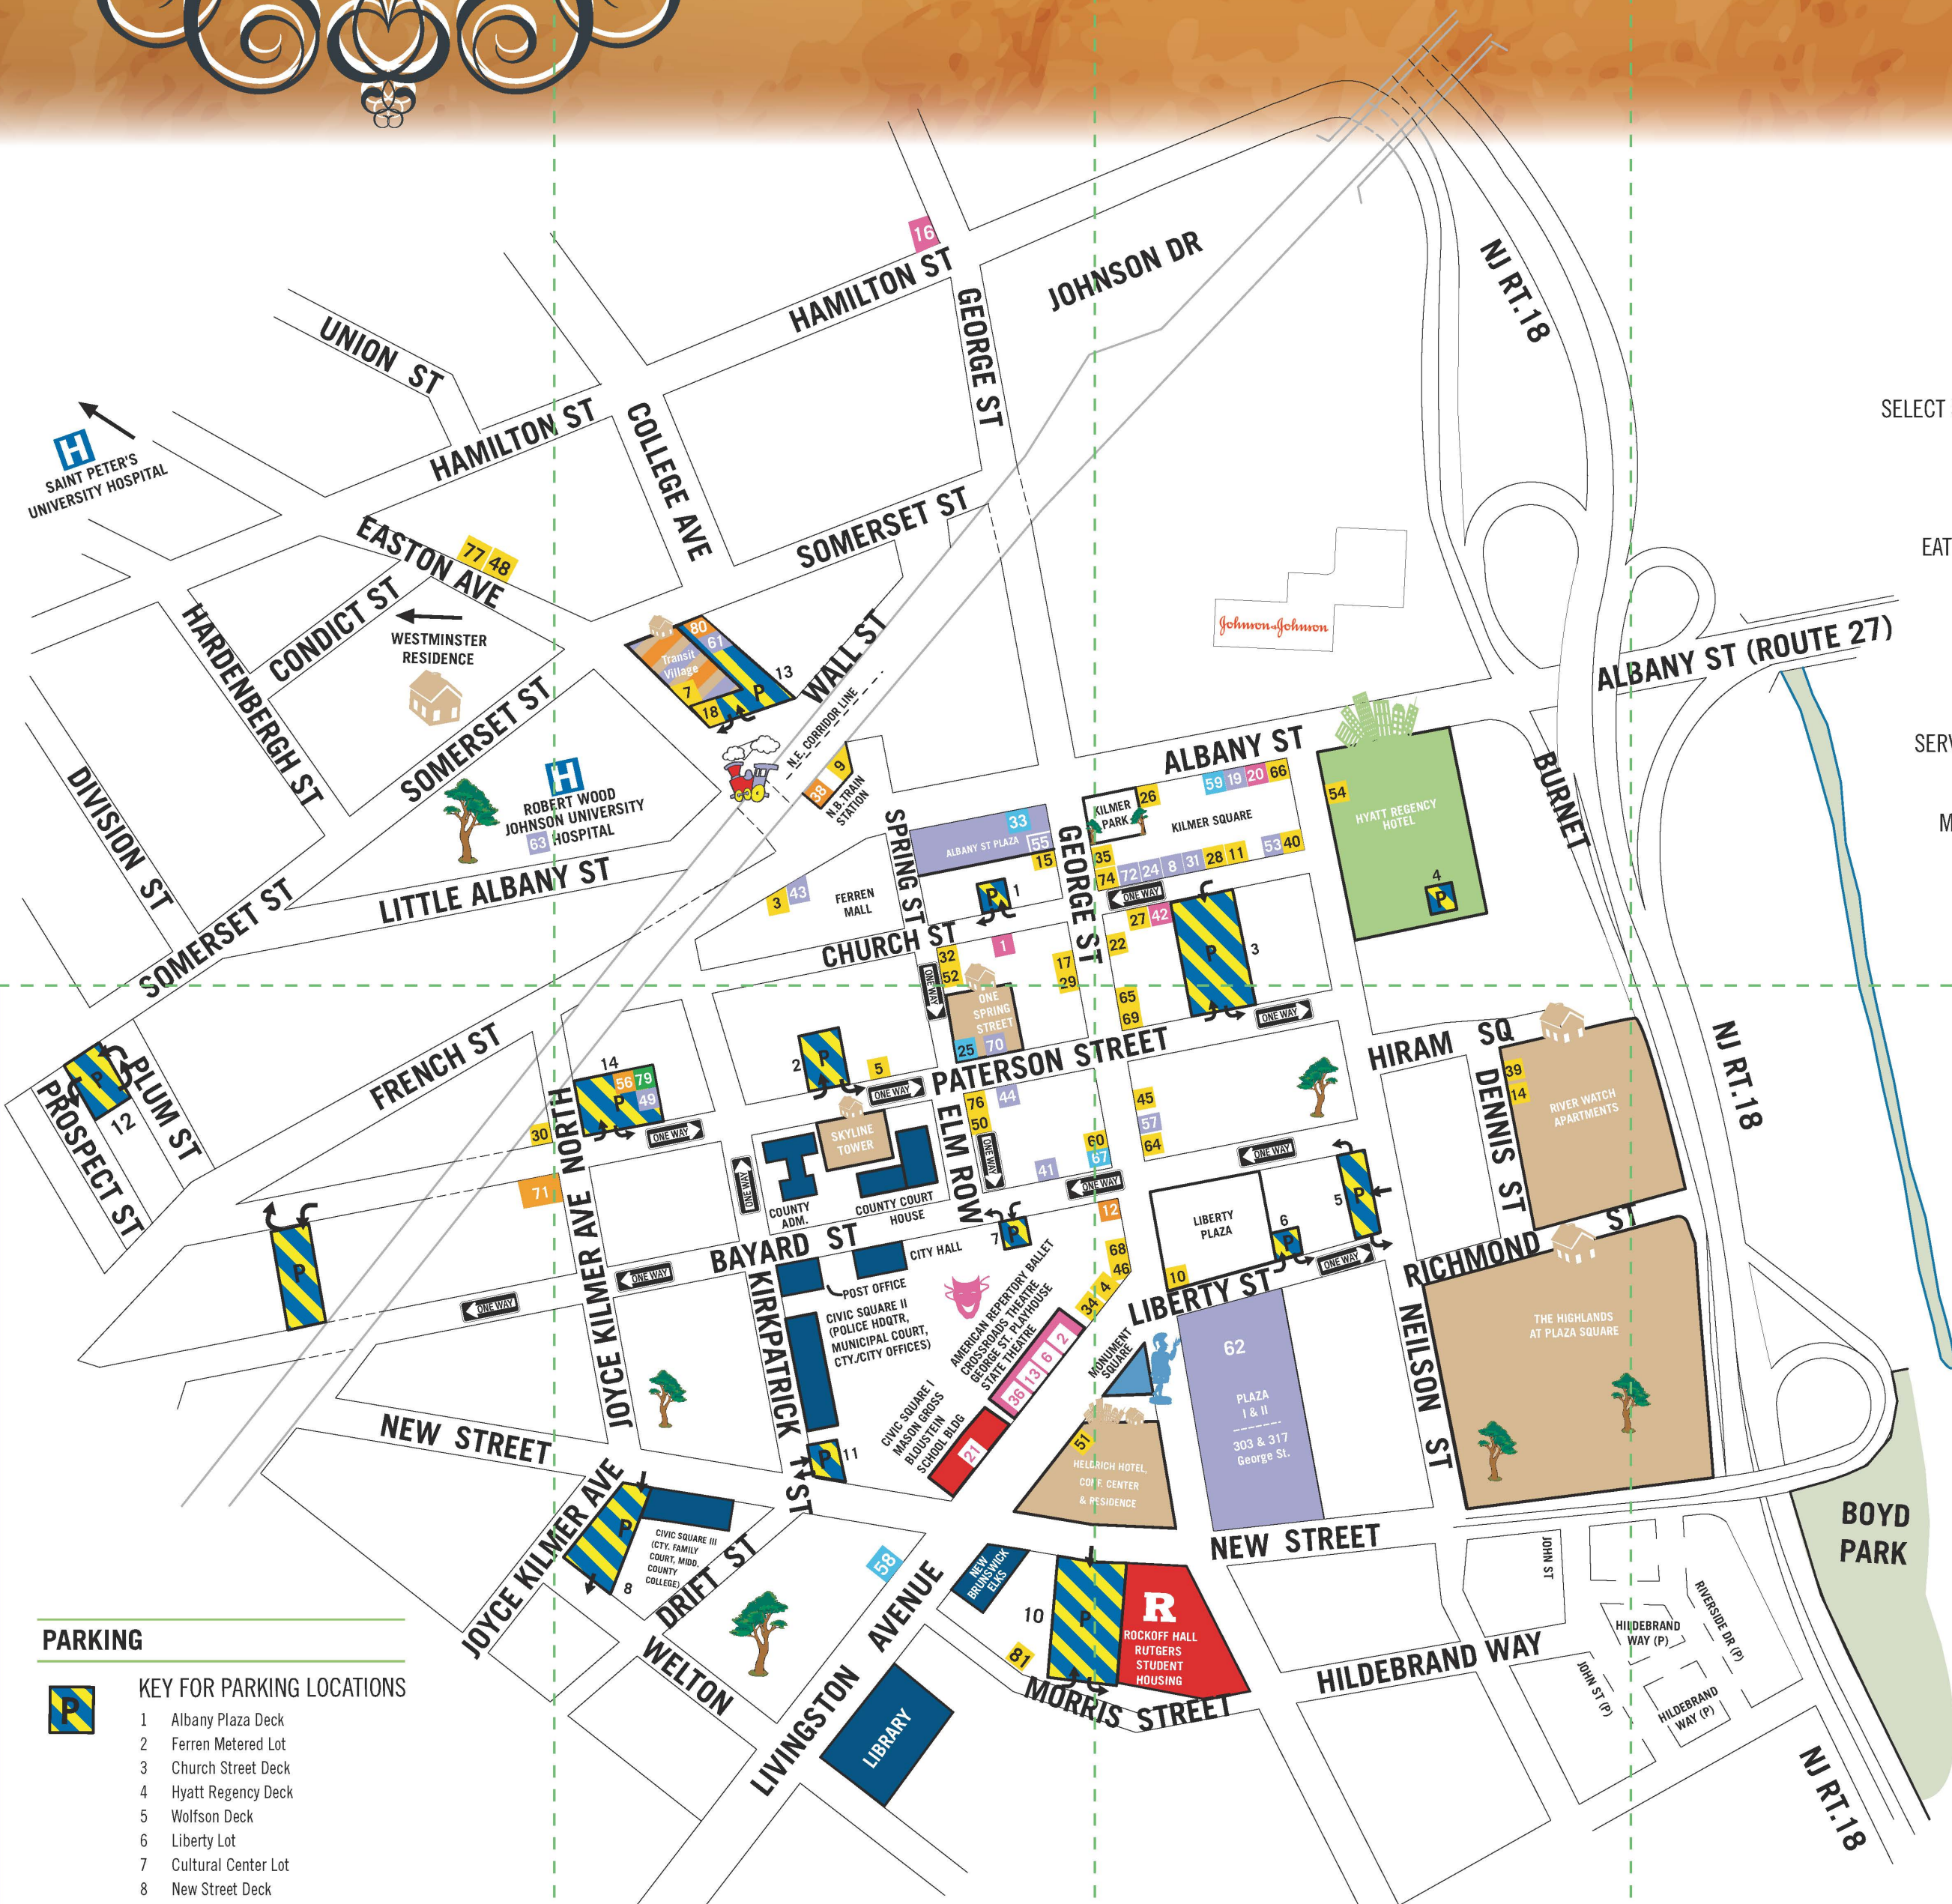 16
HAMILTON ST
GEORGE ST
JOHNSON DR
NJ RT.18
UNION ST
HAMILTON ST
COLLEGE AVE
SELECT
H
SAINT PETER'S
UNIVERSITY HOSPITAL
EASTON AVE
77 48
SOMERSET ST
EAT
CONDICT ST
WESTMINSTER
RESIDENCE
HARDENBERGH ST
80
61
Transit
Village
7
18
P
13
WALL ST
N.E. CORRIDOR LINE
Johnson & Johnson
ALBANY ST (ROUTE 27)
SOMERSET ST
DIVISION ST
H
ROBERT WOOD
JOHNSON UNIVERSITY
63 HOSPITAL
38 9
N.B. TRAIN
STATION
ALBANY ST
59 19 20 66
KILMER
PARK
26
KILMER SQUARE
54
HYATT REGENCY
HOTEL
4
P
BURNET
SERV
M
LITTLE ALBANY ST
SPRING ST
33
ALBANY ST PLAZA
55
15
GEORGE ST
35
74 72 24 8 31 28 11 53 40
ONE WAY
3 43
FERREN
MALL
P
1
27 42
22
P
3
CHURCH ST
1
32
52
17
29
SOMERSET ST
ONE WAY
ONE
SPRING
STREET
25 70
65
69
ONE WAY
FRENCH ST
PATERSON STREET
HIRAM SQ
NJ RT.18
P
12
PLUM ST
PROSPECT ST
14
56 79
P
49
30
ONE WAY
2
P
5
ONE WAY
SKYLINE
TOWER
ELM ROW
76 44
50
ONE WAY
60
67
41
45
57
64
DENNIS ST
39
14
RIVER WATCH
APARTMENTS
71
JOYCE KILMER AVE NORTH
ONE WAY
COUNTY
ADM.
COUNTY COURT
HOUSE
BAYARD ST
CITY HALL
7
P
ONE WAY
12
68
46
34 4
ONE WAY
LIBERTY
PLAZA
10
6
P
5
P
ONE WAY
LIBERTY ST
RICHMOND ST
P
ONE WAY
ONE WAY
KIRKPATRICK ST
POST OFFICE
CIVIC SQUARE II
(POLICE HDQTR,
MUNICIPAL COURT,
CTY./CITY OFFICES)
AMERICAN REPERTORY BALLET
CROSSROADS THEATRE
GEORGE ST. PLAYHOUSE
STATE THEATRE
36 13 6 2
MONUMENT
SQUARE
62
PLAZA
I & II
303 & 317
George St.
NEILSON ST
THE HIGHLANDS
AT PLAZA SQUARE
NEW STREET
P
11
CIVIC SQUARE I
MASON GROSS
BLOUSTEIN
SCHOOL BLDG
21
51
HELDRICH HOTEL,
CONF. CENTER
& RESIDENCE
NEW STREET
BOYD
PARK
JOYCE KILMER AVE
P
8
CIVIC SQUARE III
(CTY. FAMILY
COURT, MIDD.
COUNTY
COLLEGE)
DRIFT ST
58
LIVINGSTON AVENUE
NEW
BRUNSWICK
ELKS
10
P
81
R
ROCKOFF HALL
RUTGERS
STUDENT
HOUSING
MORRIS STREET
HILDEBRAND WAY
JOHN ST
HILDEBRAND
WAY (P)
RIVERSIDE DR (P)
JOHN ST (P)
HILDEBRAND
WAY (P)
NJ RT.18
WELTON
LIBRARY
PARKING
P
KEY FOR PARKING LOCATIONS
1 Albany Plaza Deck
2 Ferren Metered Lot
3 Church Street Deck
4 Hyatt Regency Deck
5 Wolfson Deck
6 Liberty Lot
7 Cultural Center Lot
8 New Street Deck